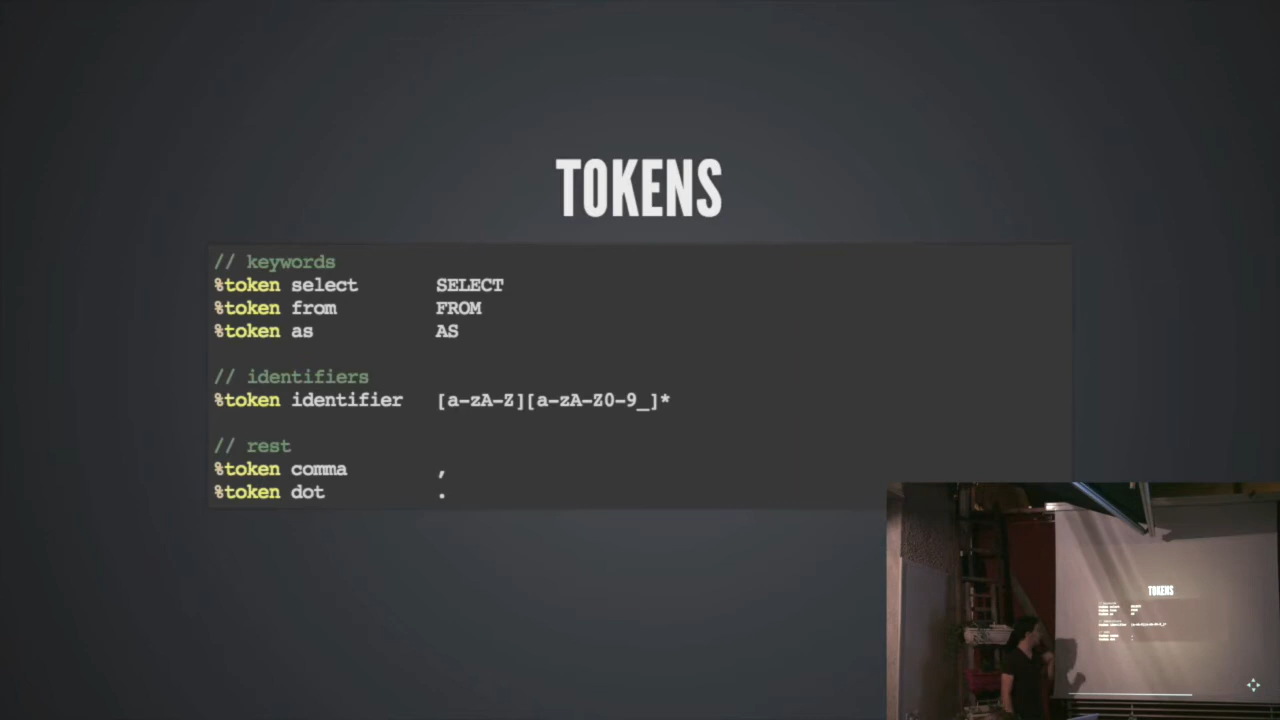 TOKENS
// keywords
%token select SELECT
%token from FROM
%token as AS
// identifiers
%token identifier [a-zA-Z][a-zA-Z0-9_]*
// rest
%token comma ,
%token dot .
TOKENS